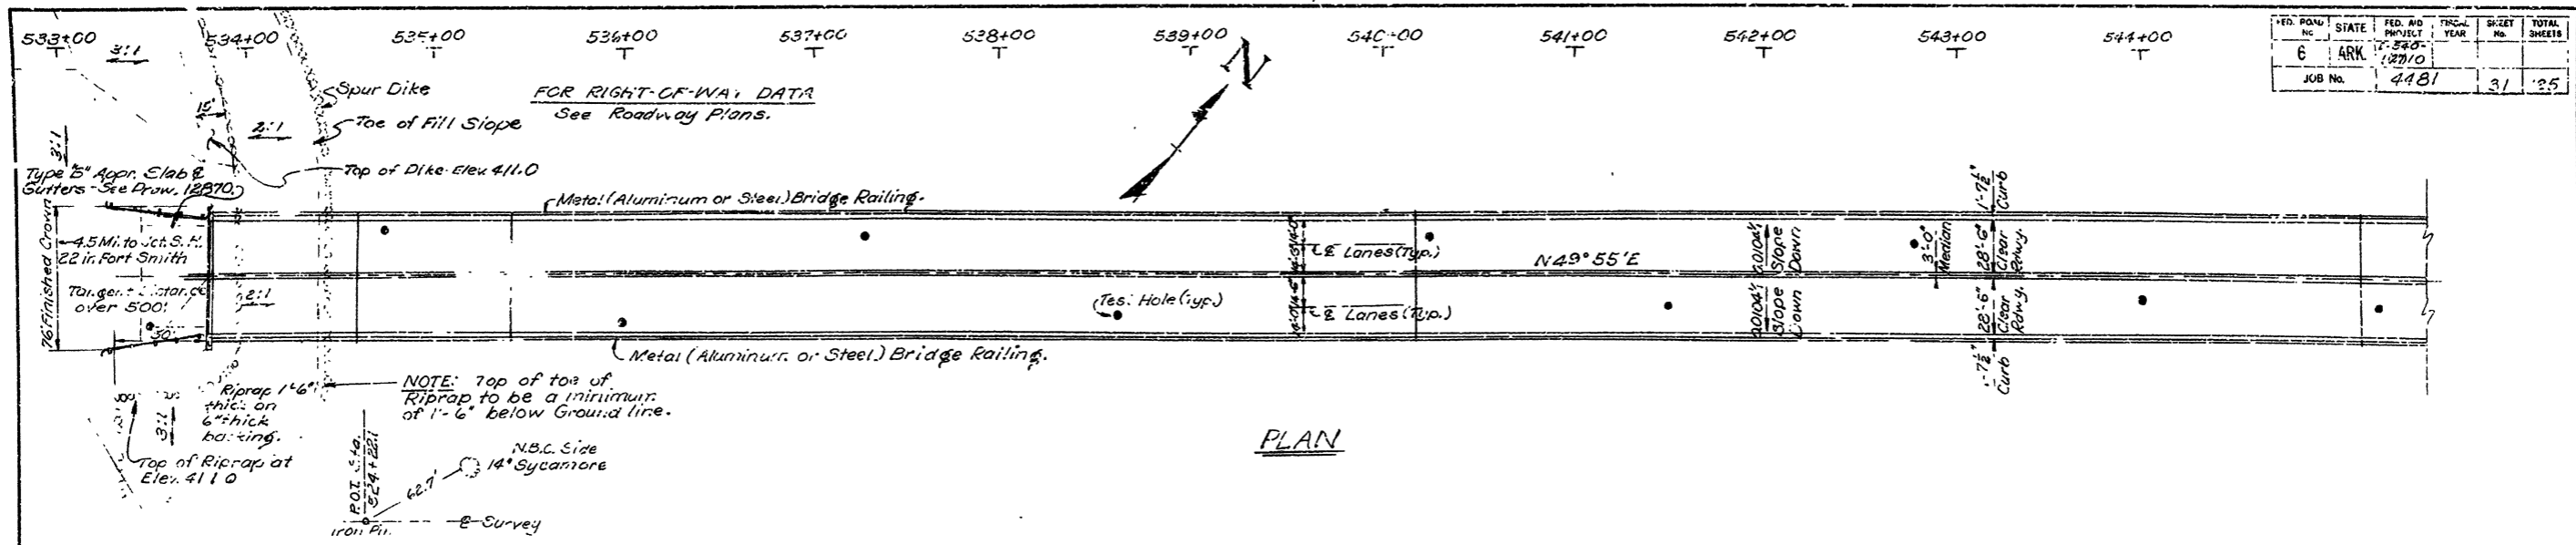 533+00 534+00 535+00 536+00 537+00 538+00 539+00 540+00 541+00 542+00 543+00 544+00
FED. ROAD NO. STATE FED. AID PROJECT FISCAL YEAR SHEET No. TOTAL SHEETS
6 ARK.
JOB No. 4481 31
N
3:1
15'
2:1
3:1
Spur Dike
Toe of Fill Slope
Top of Dike Elev. 411.0
FOR RIGHT-OF-WAY DATA
See Roadway Plans.
Type "B" Appr. Slab &
Gutters - See Draw. 12870.
Metal (Aluminum or Steel) Bridge Railing.
76' Finished Crown
4.5 Mi. to Jct. S.H.
22 in Fort Smith
Tangent Distance
over 500'
2:1
50'
Test Hole (Typ.)
℄ Lanes (Typ.)
℄ Lanes (Typ.)
N49°55'E
Slope
Down
Slope
Down
3'-0"
Median
1'-7½"
Curb
28'-6"
Clear
Rdwy.
28'-6"
Clear
Rdwy.
1'-7½"
Curb
Metal (Aluminum or Steel) Bridge Railing.
Riprap 1'-6"
thick on
6" thick
backing.
3:1
Top of Riprap at
Elev. 411.0
NOTE: Top of toe of
Riprap to be a minimum
of 1'-6" below Ground line.
P.O.T. Sta.
524+22.1
62.7'
N.B.C. Side
14" Sycamore
Iron Pin
℄ Survey
PLAN